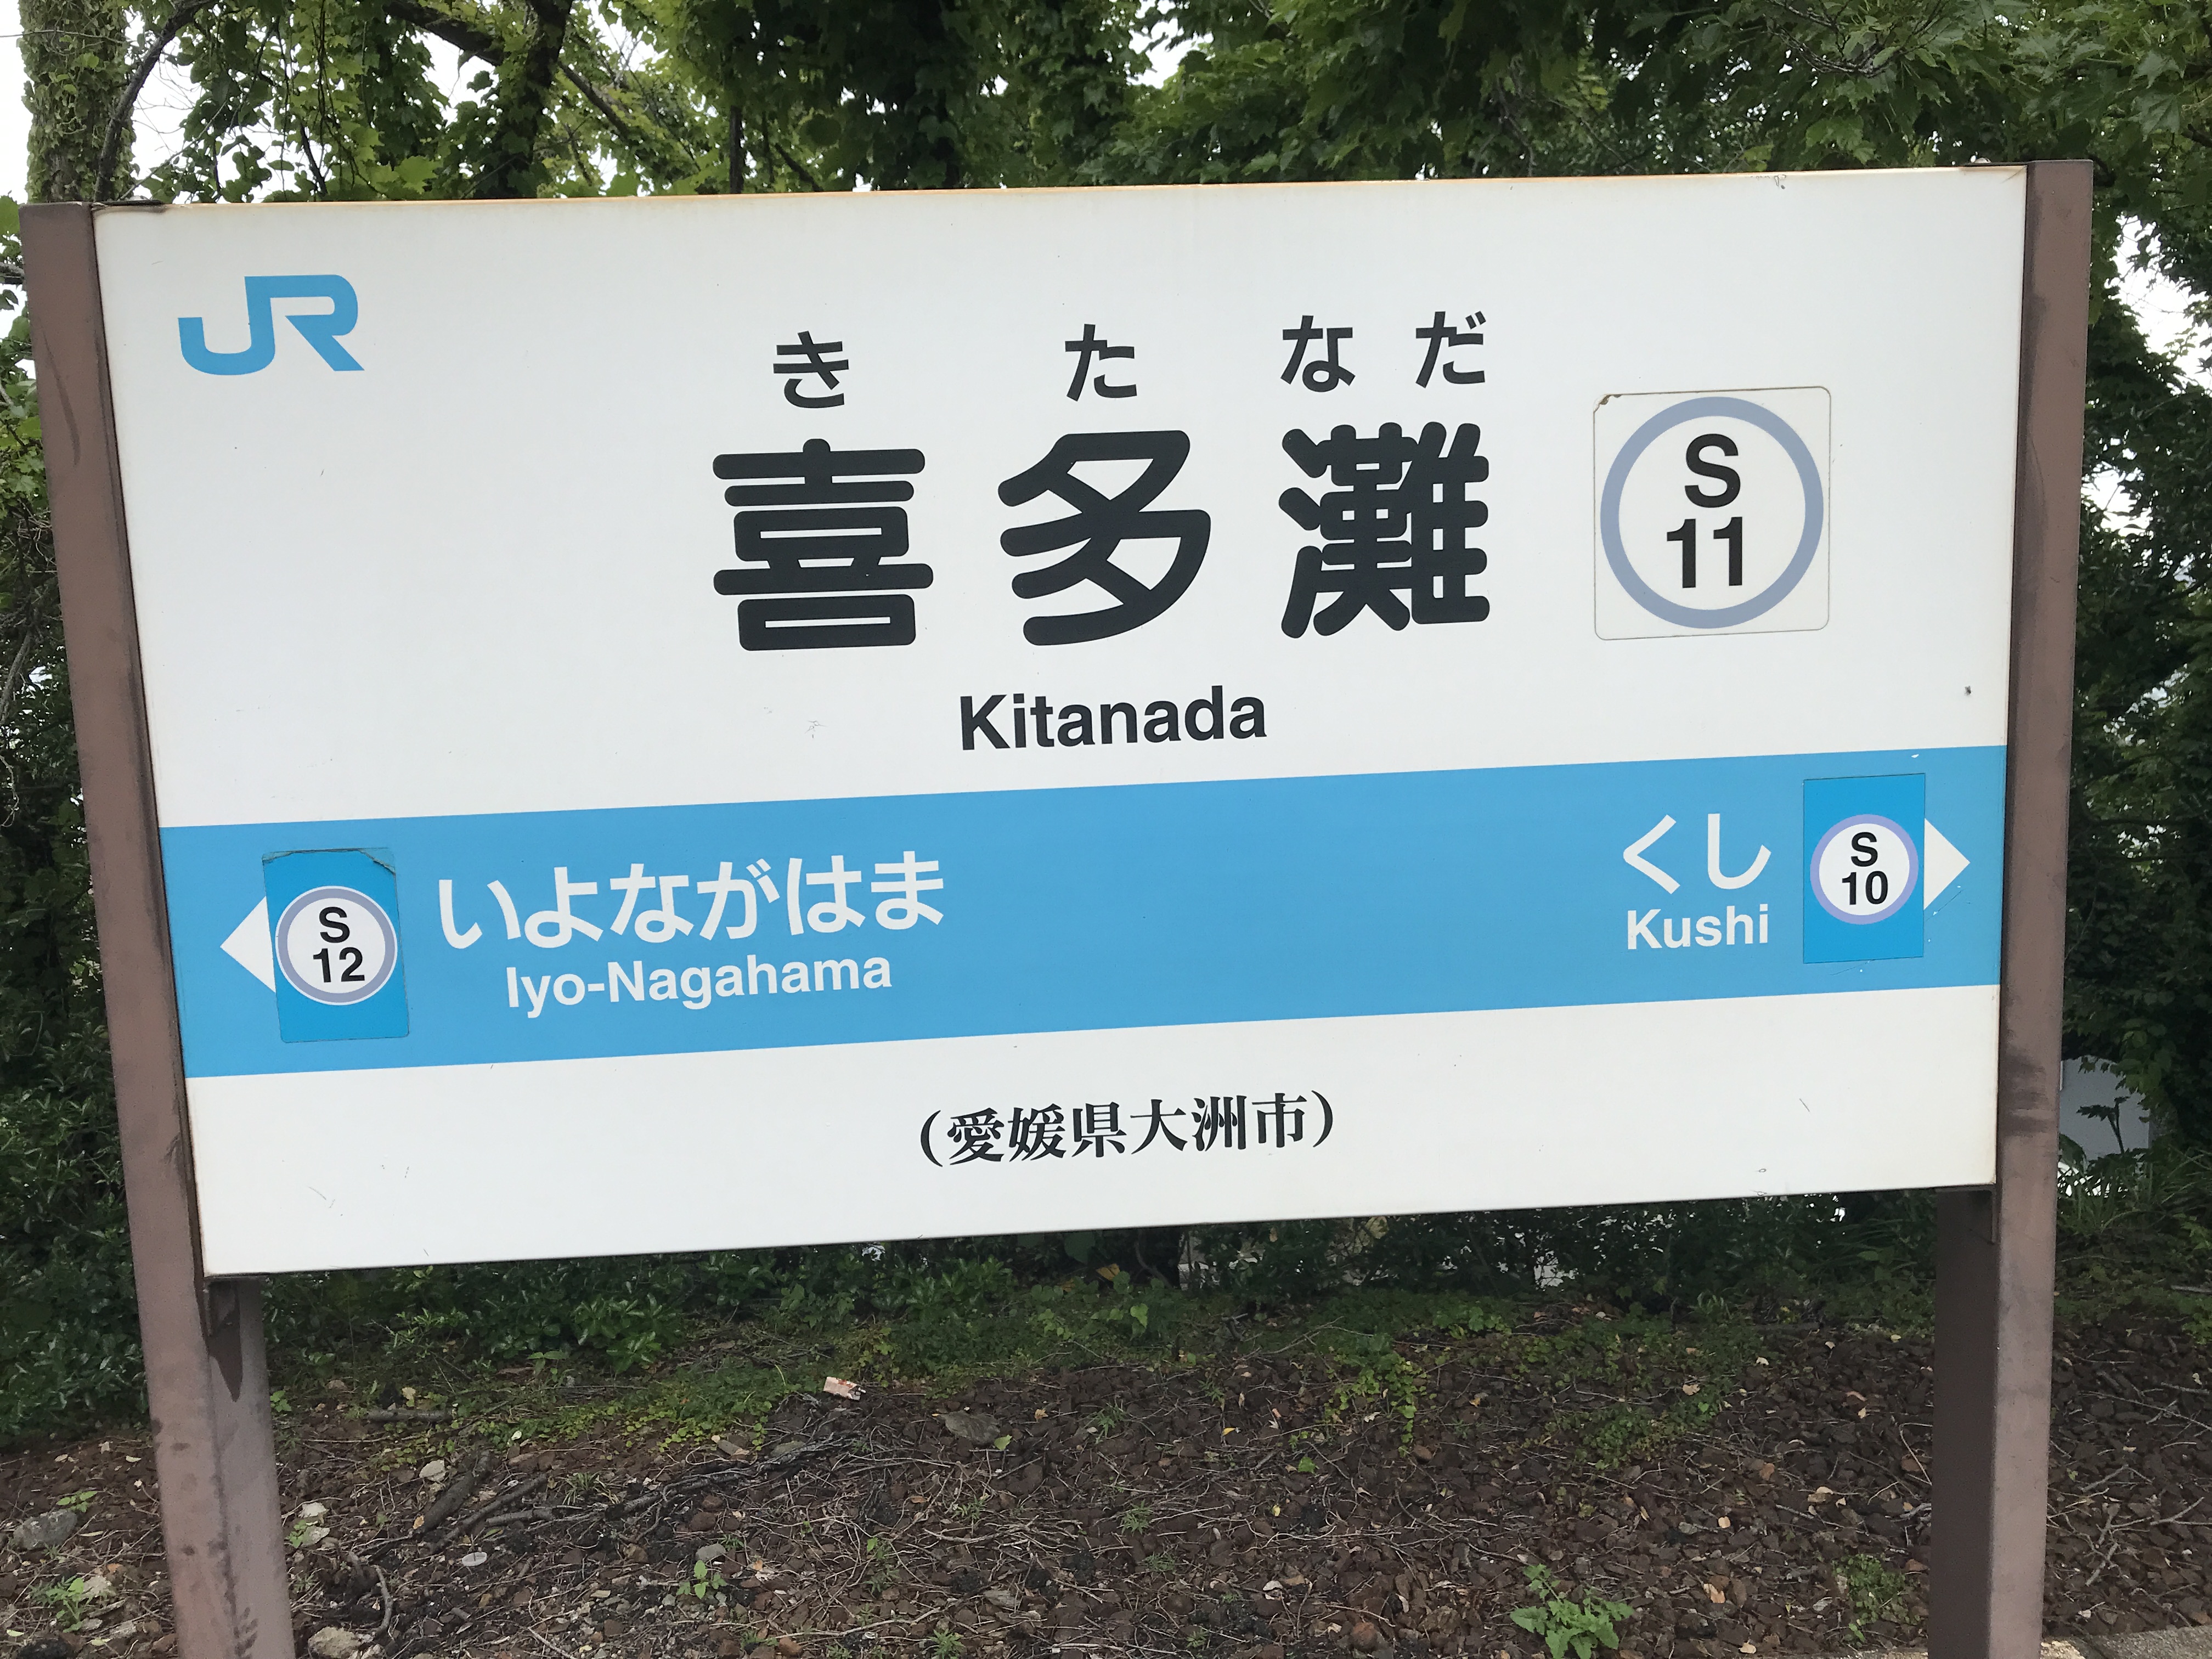 JR
きたなだ
喜多灘
S
11
Kitanada
S
12
いよながはま
Iyo-Nagahama
くし
Kushi
S
10
(愛媛県大洲市)